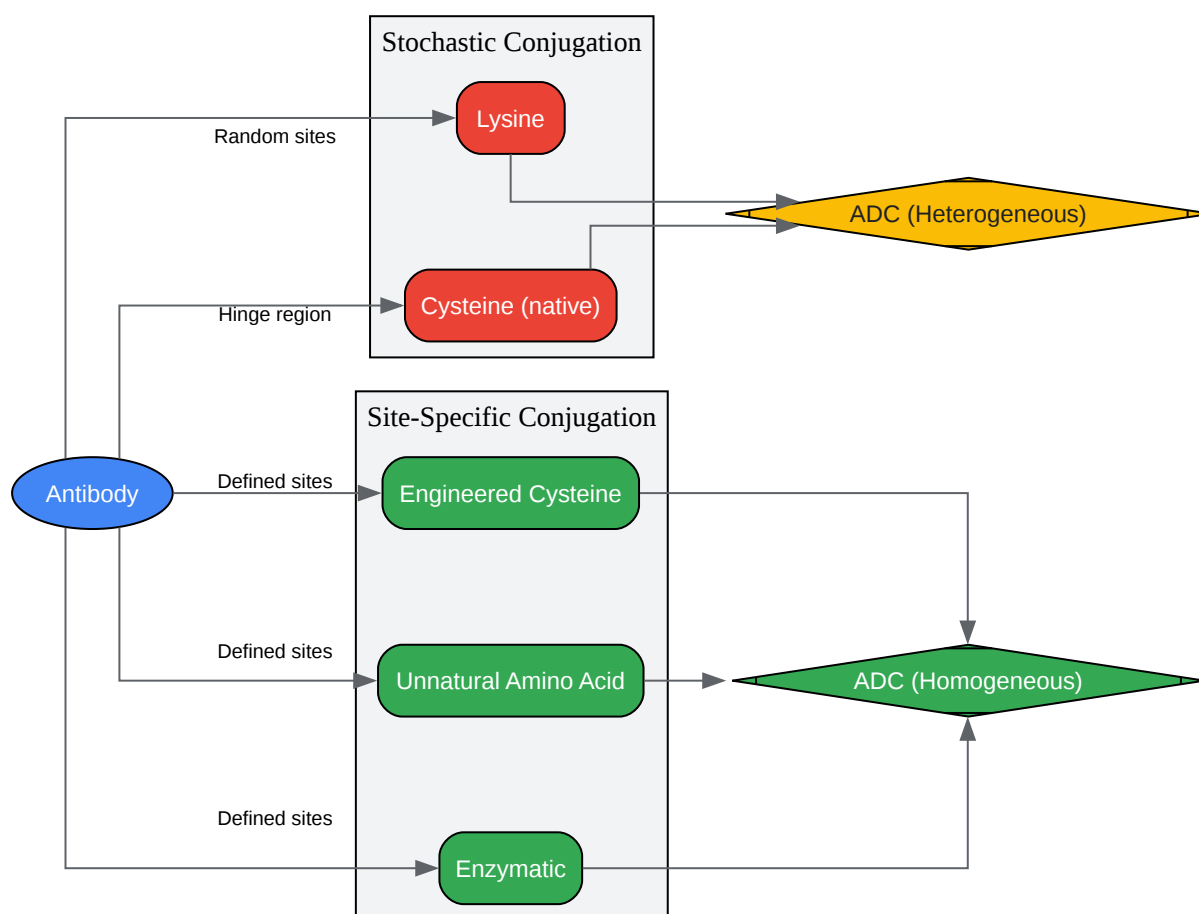 Stochastic Conjugation
Lysine
Random sites
ADC (Heterogeneous)
Cysteine (native)
Hinge region
Site-Specific Conjugation
Antibody
Defined sites
Engineered Cysteine
Defined sites
Unnatural Amino Acid
ADC (Homogeneous)
Defined sites
Enzymatic